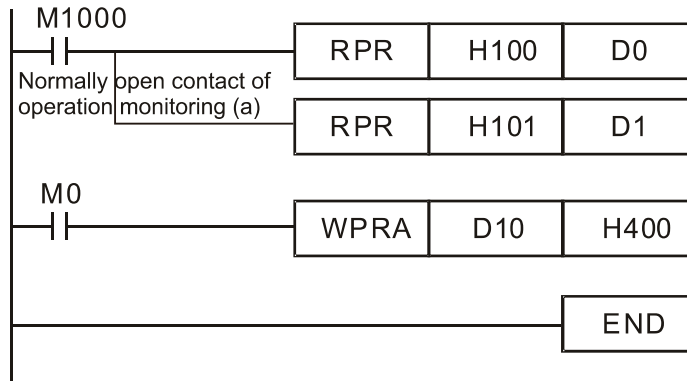 M1000
RPR H100 D0
Normally open contact of
operation monitoring (a)
RPR H101 D1
M0
WPRA D10 H400
END